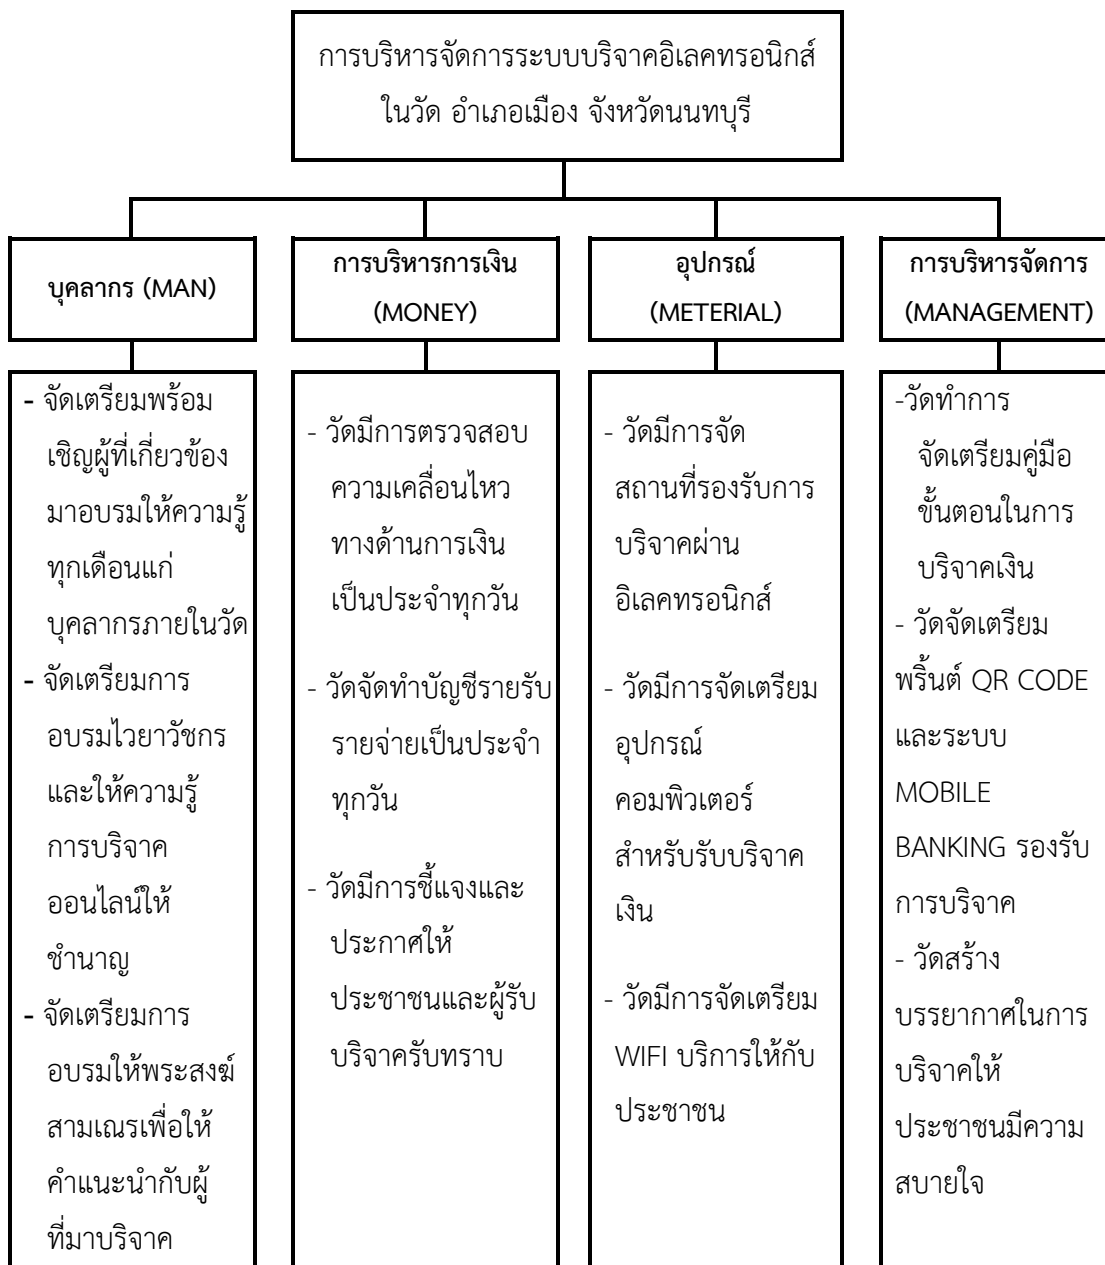 การบริหารจัดการระบบบริจาคอิเลคทรอนิกส์
ในวัด อำเภอเมือง จังหวัดนนทบุรี
บุคลากร (MAN)
การบริหารการเงิน
(MONEY)
อุปกรณ์
(METERIAL)
การบริหารจัดการ
(MANAGEMENT)
- จัดเตรียมพร้อม
เชิญผู้ที่เกี่ยวข้อง
มาอบรมให้ความรู้
ทุกเดือนแก่
บุคลากรภายในวัด
- จัดเตรียมการ
อบรมไวยาวัชกร
และให้ความรู้
การบริจาค
ออนไลน์ให้
ชำนาญ
- จัดเตรียมการ
อบรมให้พระสงฆ์
สามเณรเพื่อให้
คำแนะนำกับผู้
ที่มาบริจาค
- วัดมีการตรวจสอบ
ความเคลื่อนไหว
ทางด้านการเงิน
เป็นประจำทุกวัน
- วัดจัดทำบัญชีรายรับ
รายจ่ายเป็นประจำ
ทุกวัน
- วัดมีการชี้แจงและ
ประกาศให้
ประชาชนและผู้รับ
บริจาครับทราบ
- วัดมีการจัด
สถานที่รองรับการ
บริจาคผ่าน
อิเลคทรอนิกส์
- วัดมีการจัดเตรียม
อุปกรณ์
คอมพิวเตอร์
สำหรับรับบริจาค
เงิน
- วัดมีการจัดเตรียม
WIFI บริการให้กับ
ประชาชน
-วัดทำการ
จัดเตรียมคู่มือ
ขั้นตอนในการ
บริจาคเงิน
- วัดจัดเตรียม
พริ้นต์ QR CODE
และระบบ
MOBILE
BANKING รองรับ
การบริจาค
- วัดสร้าง
บรรยากาศในการ
บริจาคให้
ประชาชนมีความ
สบายใจ